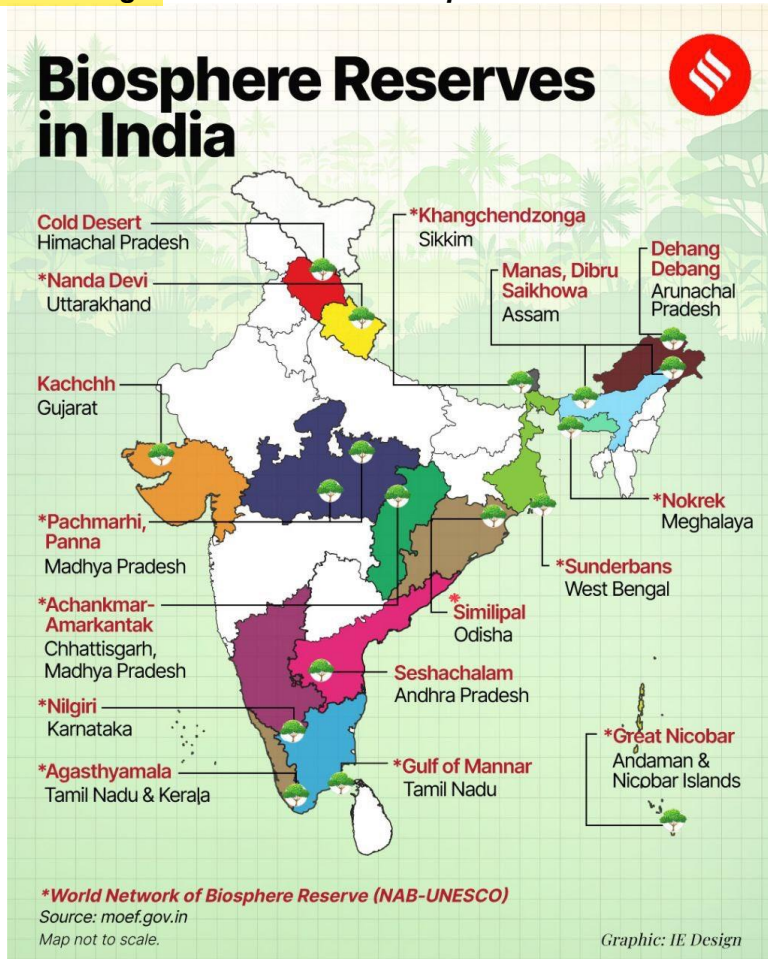 Biosphere Reserves
in India
Cold Desert
Himachal Pradesh
*Nanda Devi
Uttarakhand
Kachchh
Gujarat
*Pachmarhi,
Panna
Madhya Pradesh
*Achankmar-
Amarkantak
Chhattisgarh,
Madhya Pradesh
*Nilgiri
Karnataka
*Agasthyamala
Tamil Nadu & Kerala
*Khangchendzonga
Sikkim
Manas, Dibru
Saikhowa
Assam
Dehang
Debang
Arunachal
Pradesh
*Nokrek
Meghalaya
*Sunderbans
West Bengal
*Similipal
Odisha
Seshachalam
Andhra Pradesh
*Gulf of Mannar
Tamil Nadu
*Great Nicobar
Andaman &
Nicobar Islands
*World Network of Biosphere Reserve (NAB-UNESCO)
Source: moef.gov.in
Map not to scale.
Graphic: IE Design